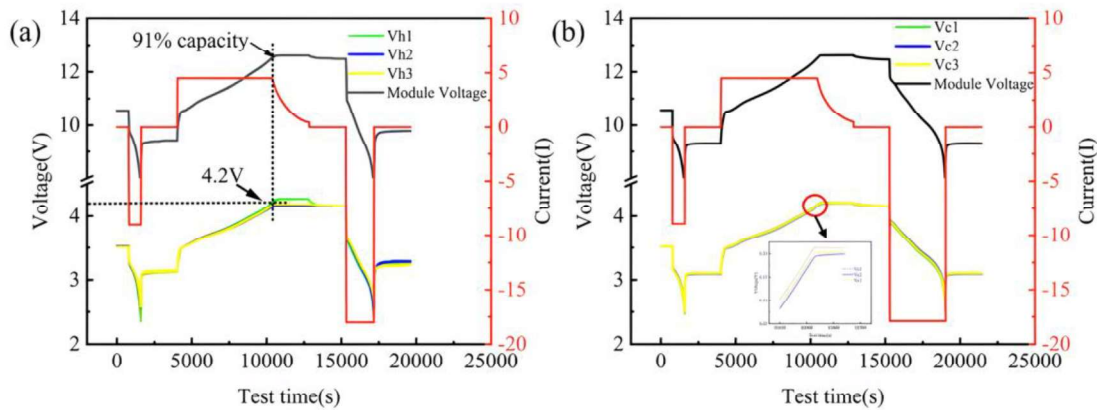 (a)
91% capacity
4.2V
Vh1
Vh2
Vh3
Module Voltage
Voltage(V)
14
12
10
4
3
2
Current(I)
10
5
0
-5
-10
-15
-20
0
5000
10000
15000
20000
Test time(s)
(b)
Vc1
Vc2
Vc3
Module Voltage
Voltage(V)
14
12
10
4
3
2
Current(I)
10
5
0
-5
-10
-15
-20
0
5000
10000
15000
20000
25000
Test time(s)